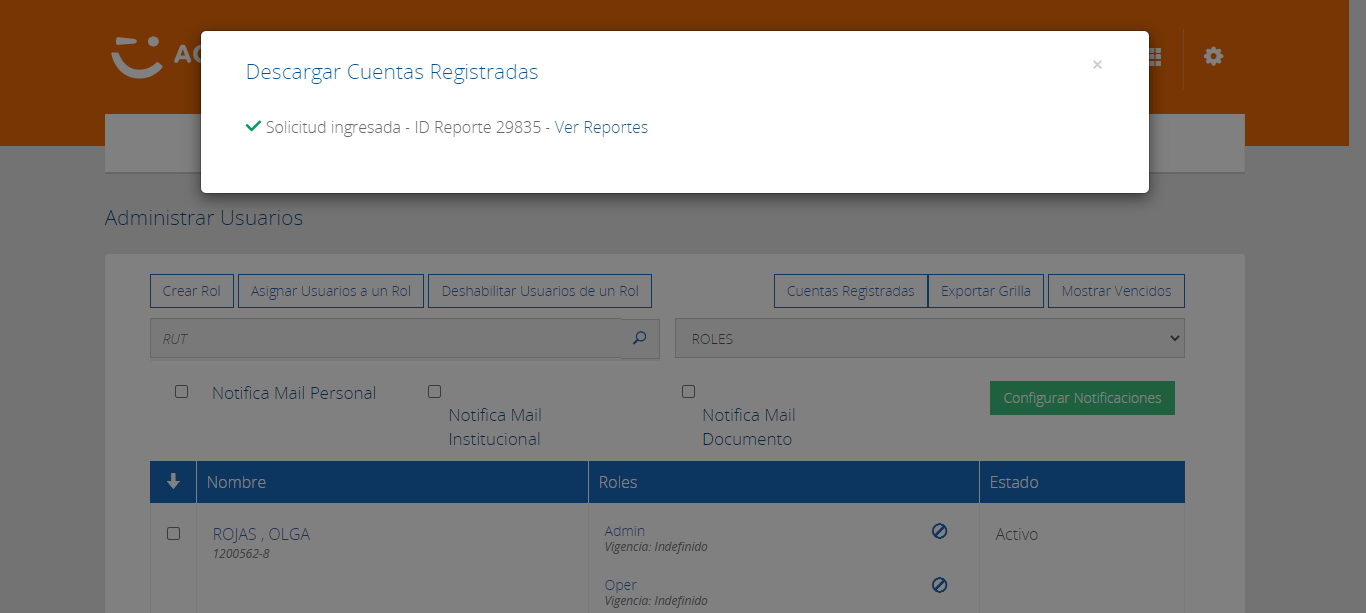 Descargar Cuentas Registradas
×
Solicitud ingresada - ID Reporte 29835 - Ver Reportes
Administrar Usuarios
Crear Rol Asignar Usuarios a un Rol Deshabilitar Usuarios de un Rol Cuentas Registradas Exportar Grilla Mostrar Vencidos
RUT ROLES
Notifica Mail Personal
Notifica Mail
Institucional
Notifica Mail
Documento
Configurar Notificaciones
Nombre Roles Estado
ROJAS , OLGA
1200562-8
Admin
Vigencia: Indefinido
Activo
Oper
Vigencia: Indefinido